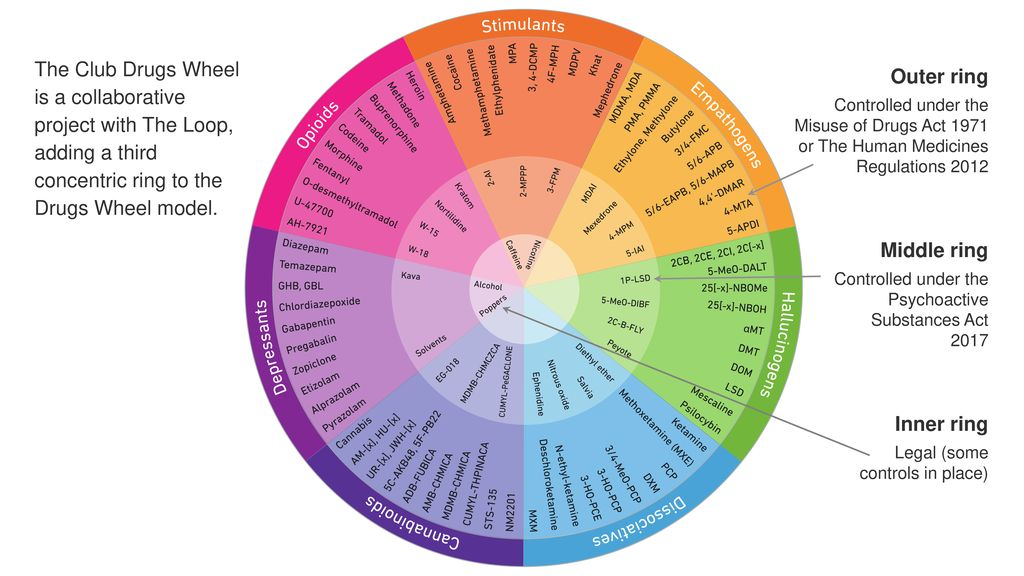 The Club Drugs Wheel
is a collaborative
project with The Loop,
adding a third
concentric ring to the
Drugs Wheel model.
Stimulants
Amphetamine
Cocaine
Methamphetamine
Ethylphenidate
MPA
3, 4-DCMP
4F-MPH
MDPV
Khat
Mephedrone
2-AI
2-MPPP
3-FPM
Caffeine
Nicotine
Empathogens
MDMA, MDA
PMA, PMMA
Ethylone, Methylone
Butylone
3/4-FMC
5/6-APB
5/6-EAPB, 5/6-MAPB
4,4'-DMAR
4-MTA
5-APDI
MDAI
Mexedrone
4-MPM
5-IAI
Hallucinogens
2CB, 2CE, 2CI, 2C[-x]
5-MeO-DALT
25[-x]-NBOMe
25[-x]-NBOH
αMT
DMT
DOM
LSD
Mescaline
Psilocybin
1P-LSD
5-MeO-DIBF
2C-B-FLY
Peyote
Dissociatives
Ketamine
Methoxetamine (MXE)
PCP
DXM
3/4-MeO-PCP
3-HO-PCP
3-HO-PCE
N-ethyl-ketamine
Deschloroketamine
MXM
Diethyl ether
Salvia
Nitrous oxide
Ephenidine
Cannabinoids
Cannabis
AM-[x], HU-[x]
UR-[x], JWH-[x]
5C-AKB48, 5F-PB22
ADB-FUBICA
AMB-CHMICA
MDMB-CHMICA
CUMYL-THPINACA
STS-135
NM2201
EG-018
MDMB-CHMCZCA
CUMYL-PeGACLONE
Depressants
Diazepam
Temazepam
GHB, GBL
Chlordiazepoxide
Gabapentin
Pregabalin
Zopiclone
Etizolam
Alprazolam
Pyrazolam
Kava
Solvents
Alcohol
Poppers
Opioids
Heroin
Methadone
Buprenorphine
Tramadol
Codeine
Morphine
Fentanyl
O-desmethyltramadol
U-47700
AH-7921
Kratom
Nortilidine
W-15
W-18
Outer ring
Controlled under the
Misuse of Drugs Act 1971
or The Human Medicines
Regulations 2012
Middle ring
Controlled under the
Psychoactive
Substances Act
2017
Inner ring
Legal (some
controls in place)